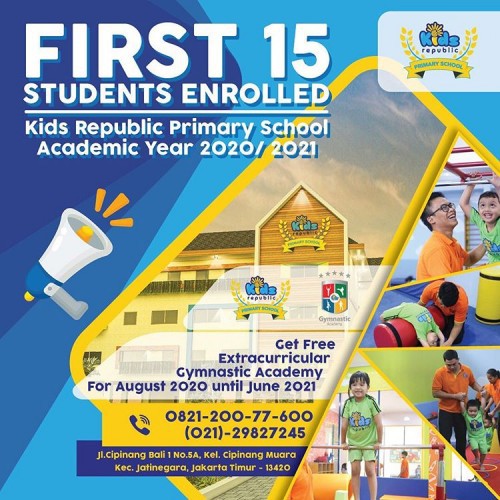 FIRST 15
STUDENTS ENROLLED
Kids Republic Primary School
Academic Year 2020/ 2021
Kids
republic
PRIMARY SCHOOL
Kids
republic
PRIMARY SCHOOL
Kids
republic
PRIMARY SCHOOL
Gymnastic
Academy
Get Free
Extracurricular
Gymnastic Academy
For August 2020 until June 2021
0821-200-77-600
(021)-29827245
Jl.Cipinang Bali 1 No.5A, Kel. Cipinang Muara
Kec. Jatinegara, Jakarta Timur - 13420